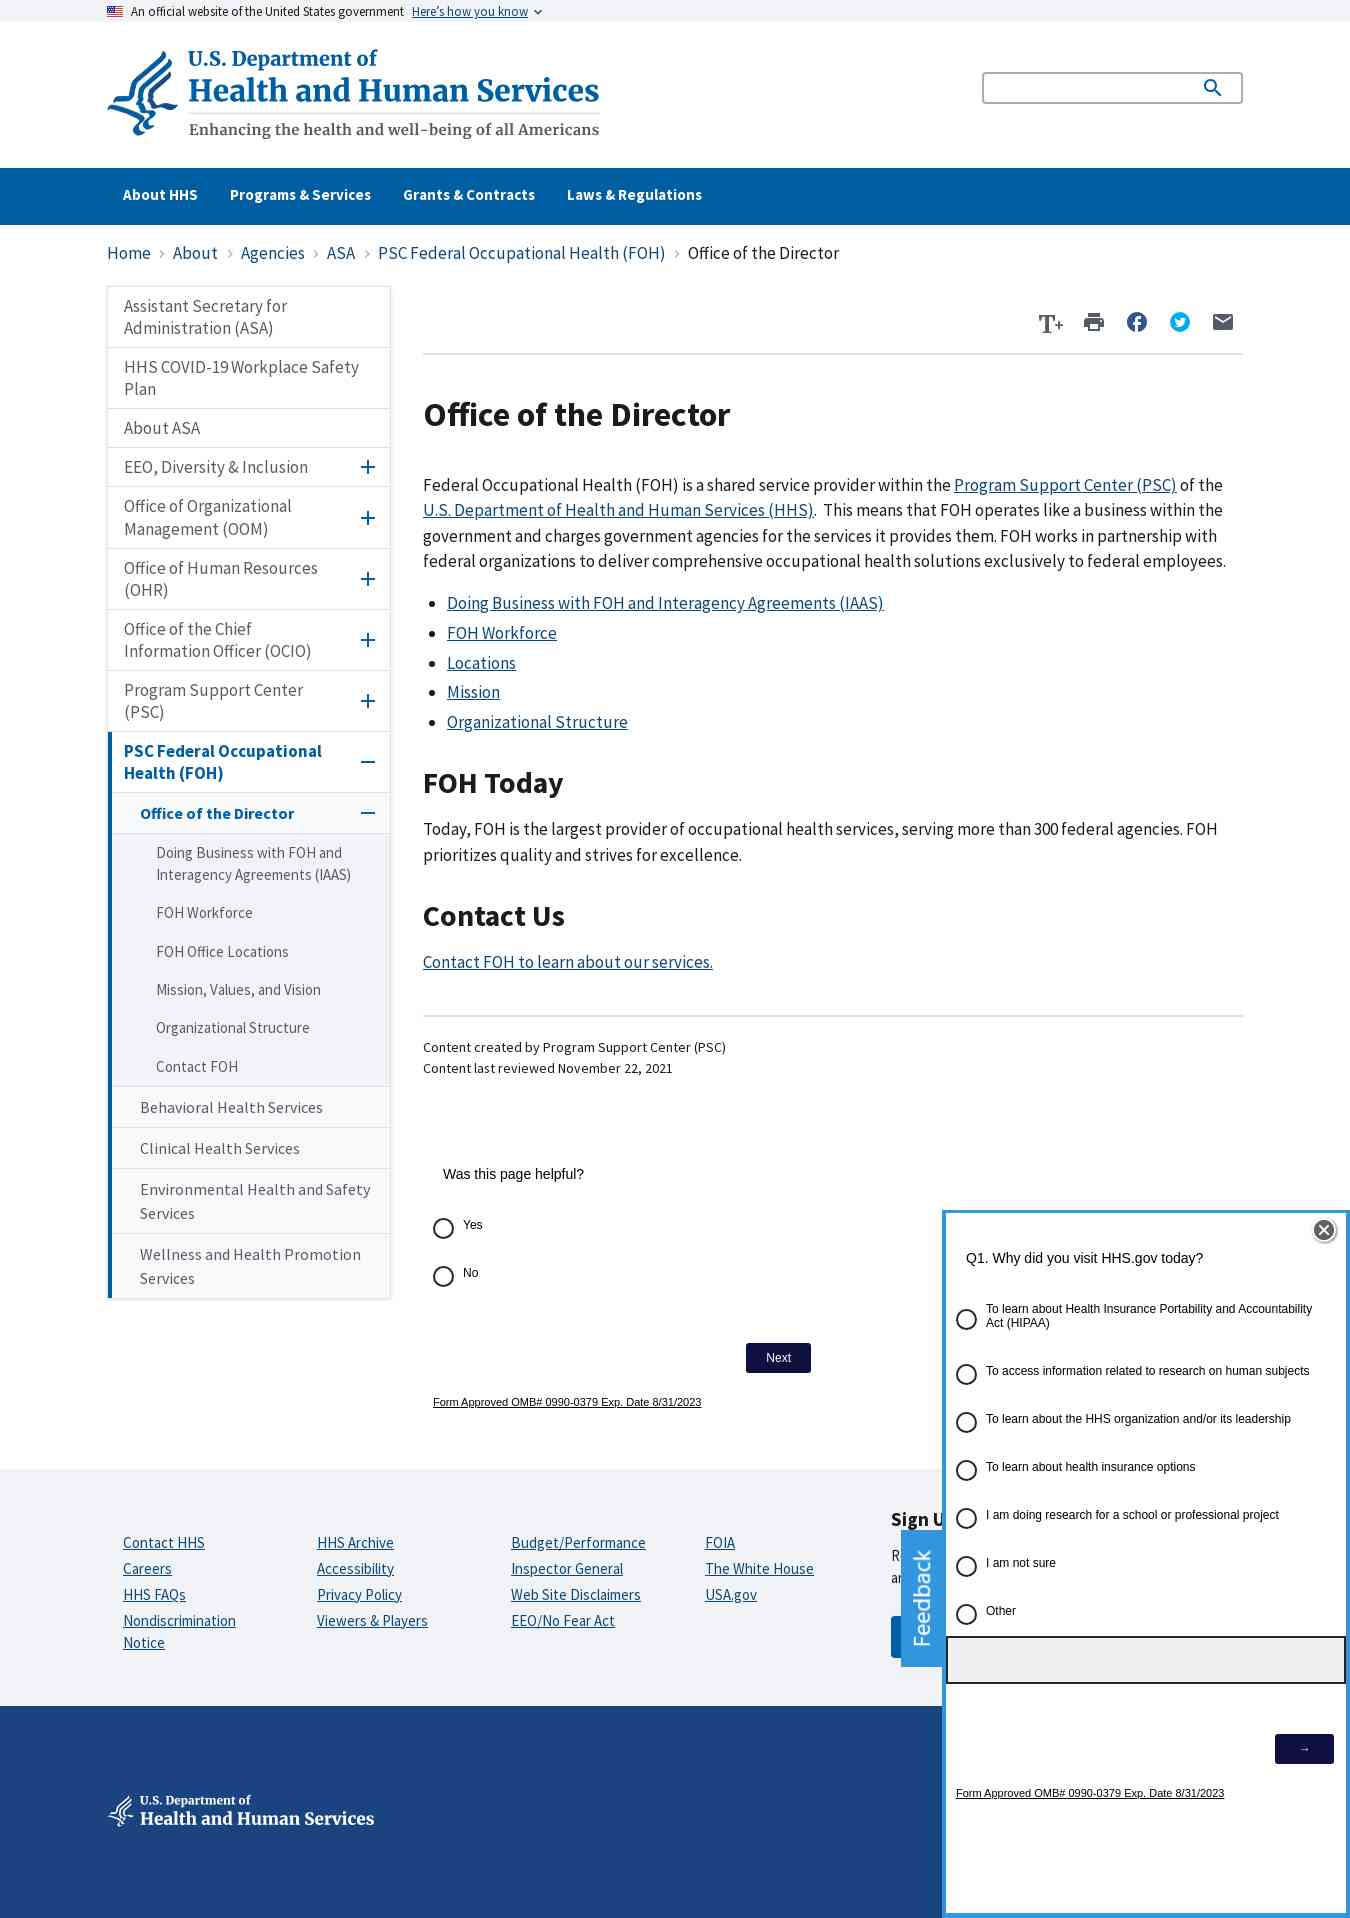 An official website of the United States government Here’s how you know
U.S. Department of
Health and Human Services
Enhancing the health and well-being of all Americans
About HHS
Programs & Services
Grants & Contracts
Laws & Regulations
Home
About
Agencies
ASA
PSC Federal Occupational Health (FOH)
Office of the Director
Assistant Secretary for
Administration (ASA)
HHS COVID-19 Workplace Safety
Plan
About ASA
EEO, Diversity & Inclusion
Office of Organizational
Management (OOM)
Office of Human Resources
(OHR)
Office of the Chief
Information Officer (OCIO)
Program Support Center
(PSC)
PSC Federal Occupational
Health (FOH)
Office of the Director
Doing Business with FOH and
Interagency Agreements (IAAS)
FOH Workforce
FOH Office Locations
Mission, Values, and Vision
Organizational Structure
Contact FOH
Behavioral Health Services
Clinical Health Services
Environmental Health and Safety
Services
Wellness and Health Promotion
Services
T+
Office of the Director
Federal Occupational Health (FOH) is a shared service provider within the Program Support Center (PSC) of the
U.S. Department of Health and Human Services (HHS).  This means that FOH operates like a business within the
government and charges government agencies for the services it provides them. FOH works in partnership with
federal organizations to deliver comprehensive occupational health solutions exclusively to federal employees.
Doing Business with FOH and Interagency Agreements (IAAS)
FOH Workforce
Locations
Mission
Organizational Structure
FOH Today
Today, FOH is the largest provider of occupational health services, serving more than 300 federal agencies. FOH
prioritizes quality and strives for excellence.
Contact Us
Contact FOH to learn about our services.
Content created by Program Support Center (PSC)
Content last reviewed November 22, 2021
Was this page helpful?
Yes
No
Next
Form Approved OMB# 0990-0379 Exp. Date 8/31/2023
Contact HHS
Careers
HHS FAQs
Nondiscrimination
Notice
HHS Archive
Accessibility
Privacy Policy
Viewers & Players
Budget/Performance
Inspector General
Web Site Disclaimers
EEO/No Fear Act
FOIA
The White House
USA.gov
Sign
Feedback
Q1. Why did you visit HHS.gov today?
To learn about Health Insurance Portability and Accountability
Act (HIPAA)
To access information related to research on human subjects
To learn about the HHS organization and/or its leadership
To learn about health insurance options
I am doing research for a school or professional project
I am not sure
Other
→
Form Approved OMB# 0990-0379 Exp. Date 8/31/2023
U.S. Department of
Health and Human Services